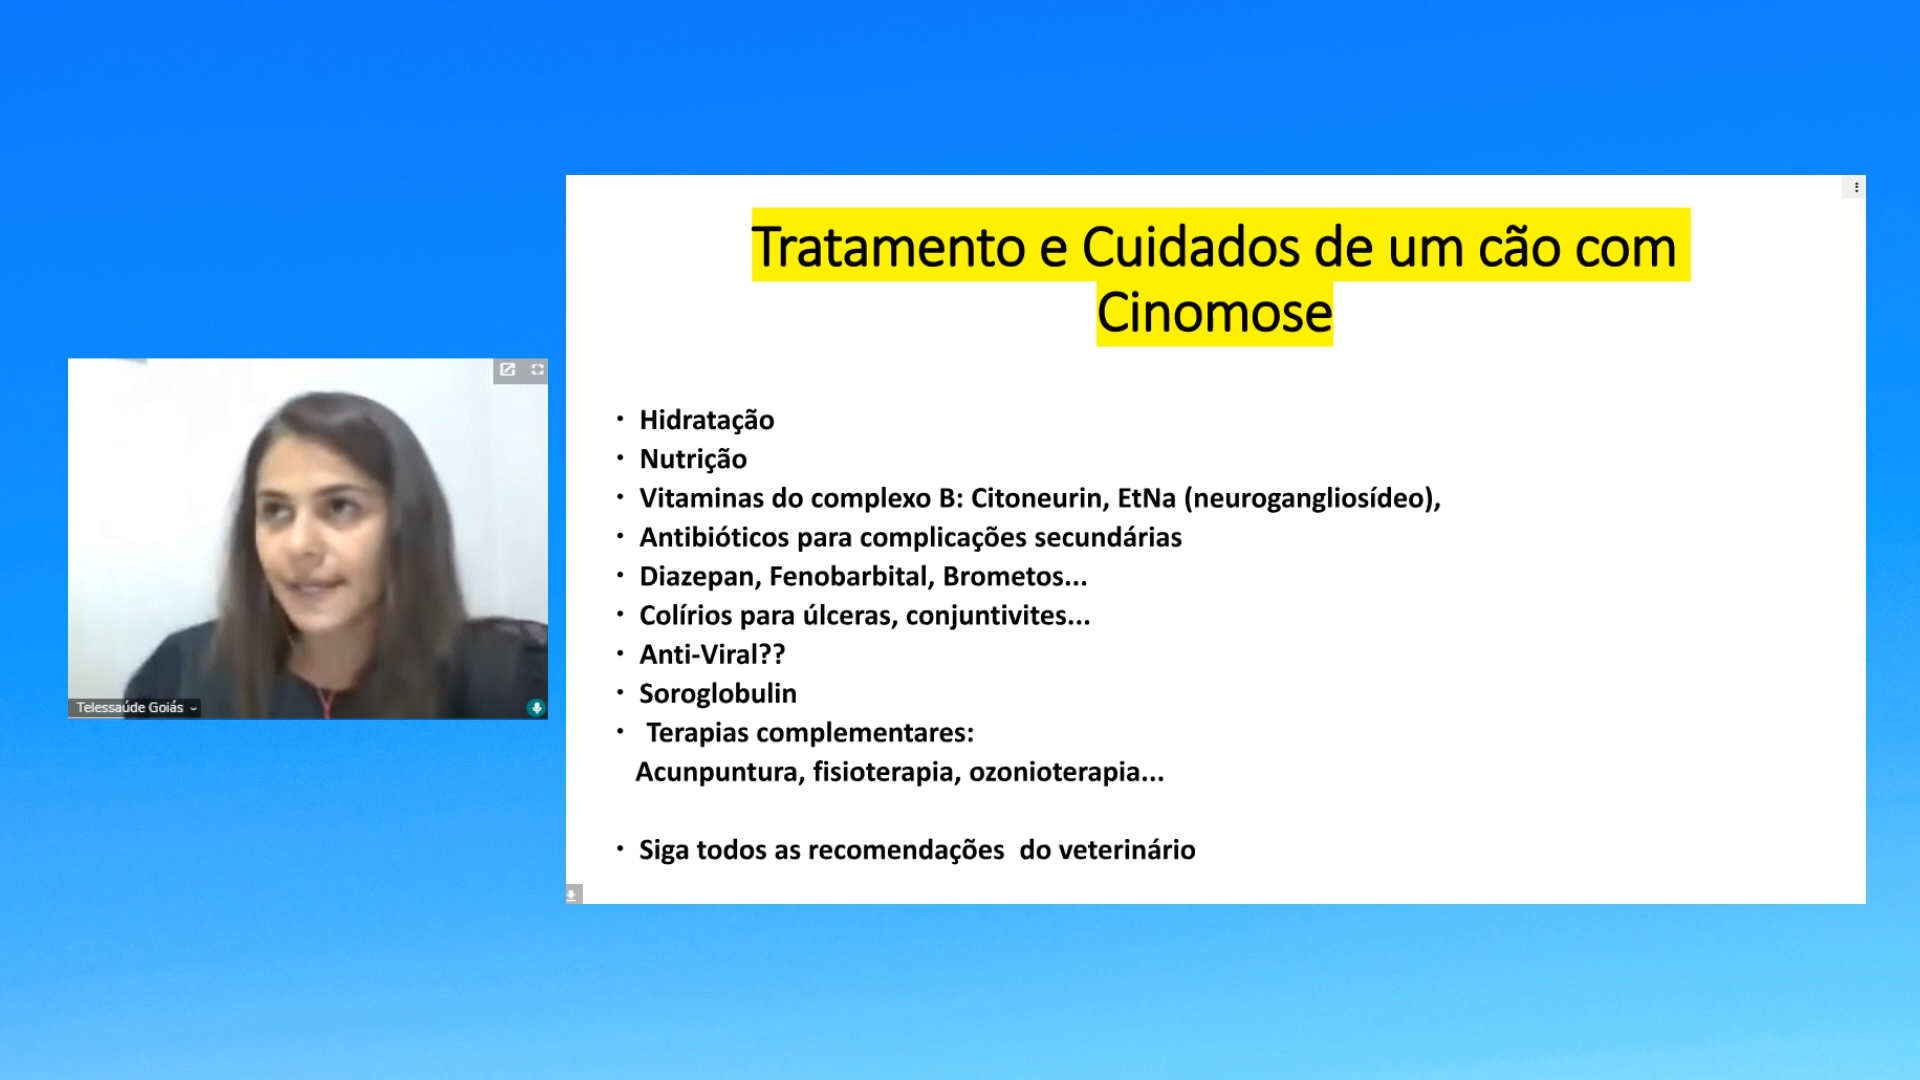 Tratamento e Cuidados de um cão com
Cinomose
• Hidratação
• Nutrição
• Vitaminas do complexo B: Citoneurin, EtNa (neurogangliosídeo),
• Antibióticos para complicações secundárias
• Diazepan, Fenobarbital, Brometos...
• Colírios para úlceras, conjuntivites...
• Anti-Viral??
• Soroglobulin
• Terapias complementares:
Acunpuntura, fisioterapia, ozonioterapia...
• Siga todos as recomendações  do veterinário
Telessaúde Goiás